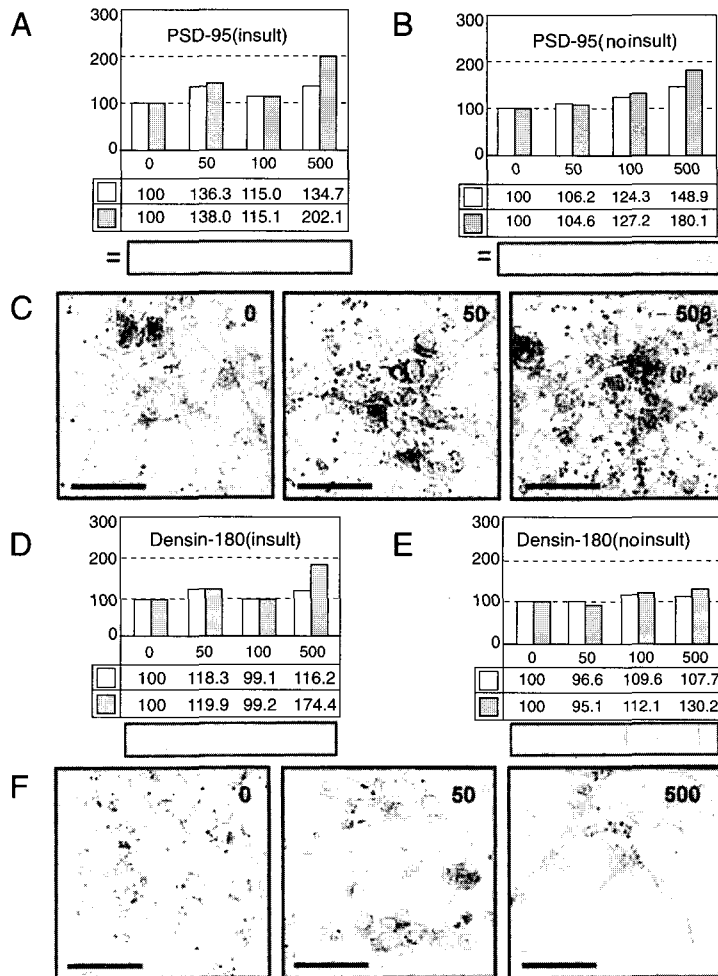 A
300
PSD-95(insult)
200
100
0
0 50 100 500
100 136.3 115.0 134.7
100 138.0 115.1 202.1
=
B
300
PSD-95(noinsult)
200
100
0
0 50 100 500
100 106.2 124.3 148.9
100 104.6 127.2 180.1
=
C
0
50
500
D
300
Densin-180(insult)
200
100
0
0 50 100 500
100 118.3 99.1 116.2
100 119.9 99.2 174.4
E
300
Densin-180(noinsult)
200
100
0
0 50 100 500
100 96.6 109.6 107.7
100 95.1 112.1 130.2
F
0
50
500